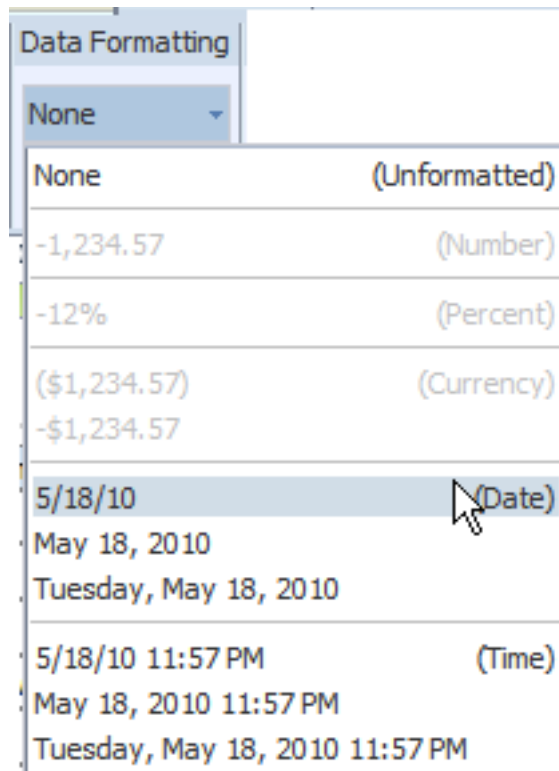 Data Formatting
None
None (Unformatted)
-1,234.57 (Number)
-12% (Percent)
($1,234.57) (Currency)
-$1,234.57
5/18/10 (Date)
May 18, 2010
Tuesday, May 18, 2010
5/18/10 11:57 PM (Time)
May 18, 2010 11:57 PM
Tuesday, May 18, 2010 11:57 PM